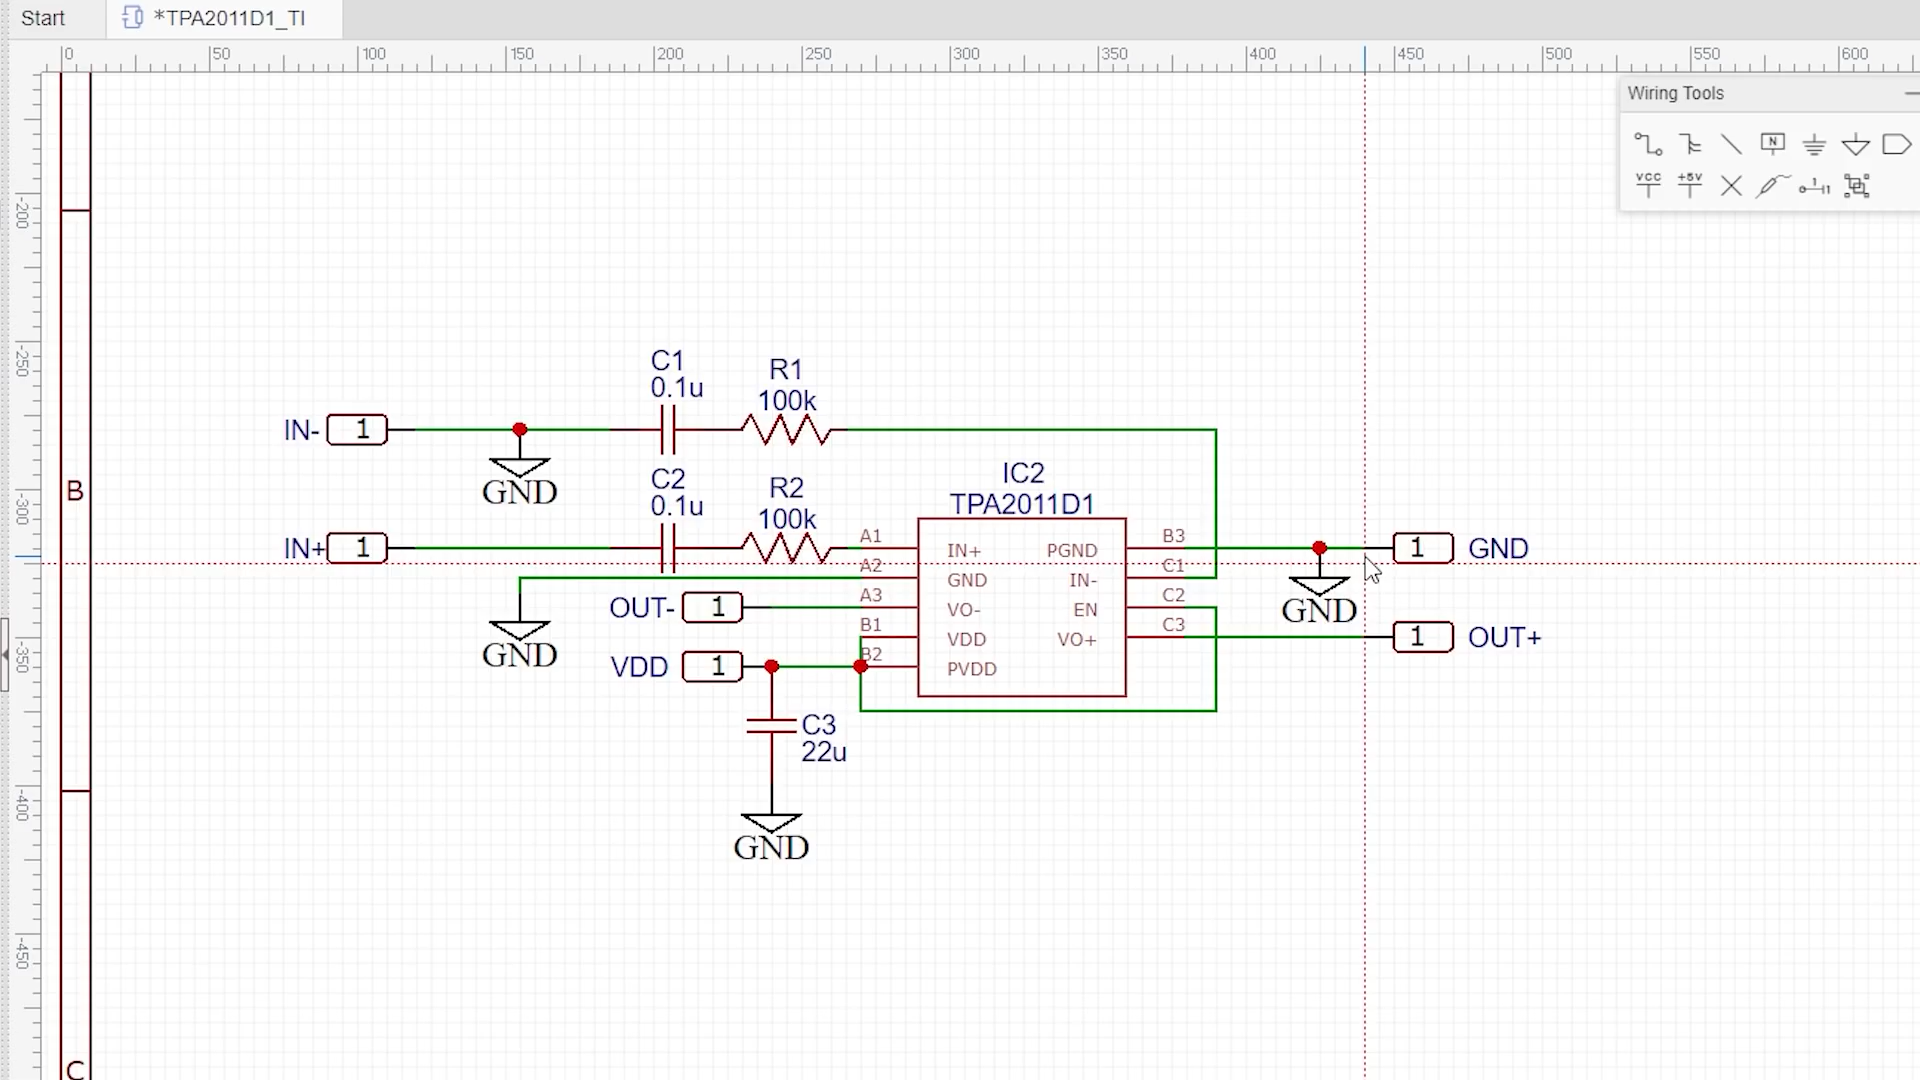 Start
*TPA2011D1_TI
0 50 100 150 200 250 300 350 400 450 500 550 600
Wiring Tools
N
VCC +5V
-200
-250
-300
-350
-400
-450
B
C
C1
0.1u
R1
100k
IN- 1
GND
C2
0.1u
R2
100k
IN+ 1
IC2
TPA2011D1
A1 IN+ PGND B3
A2 GND IN- C1
A3 VO- EN C2
B1 VDD VO+ C3
B2 PVDD
1 GND
GND
OUT- 1
1 OUT+
GND
VDD 1
C3
22u
GND